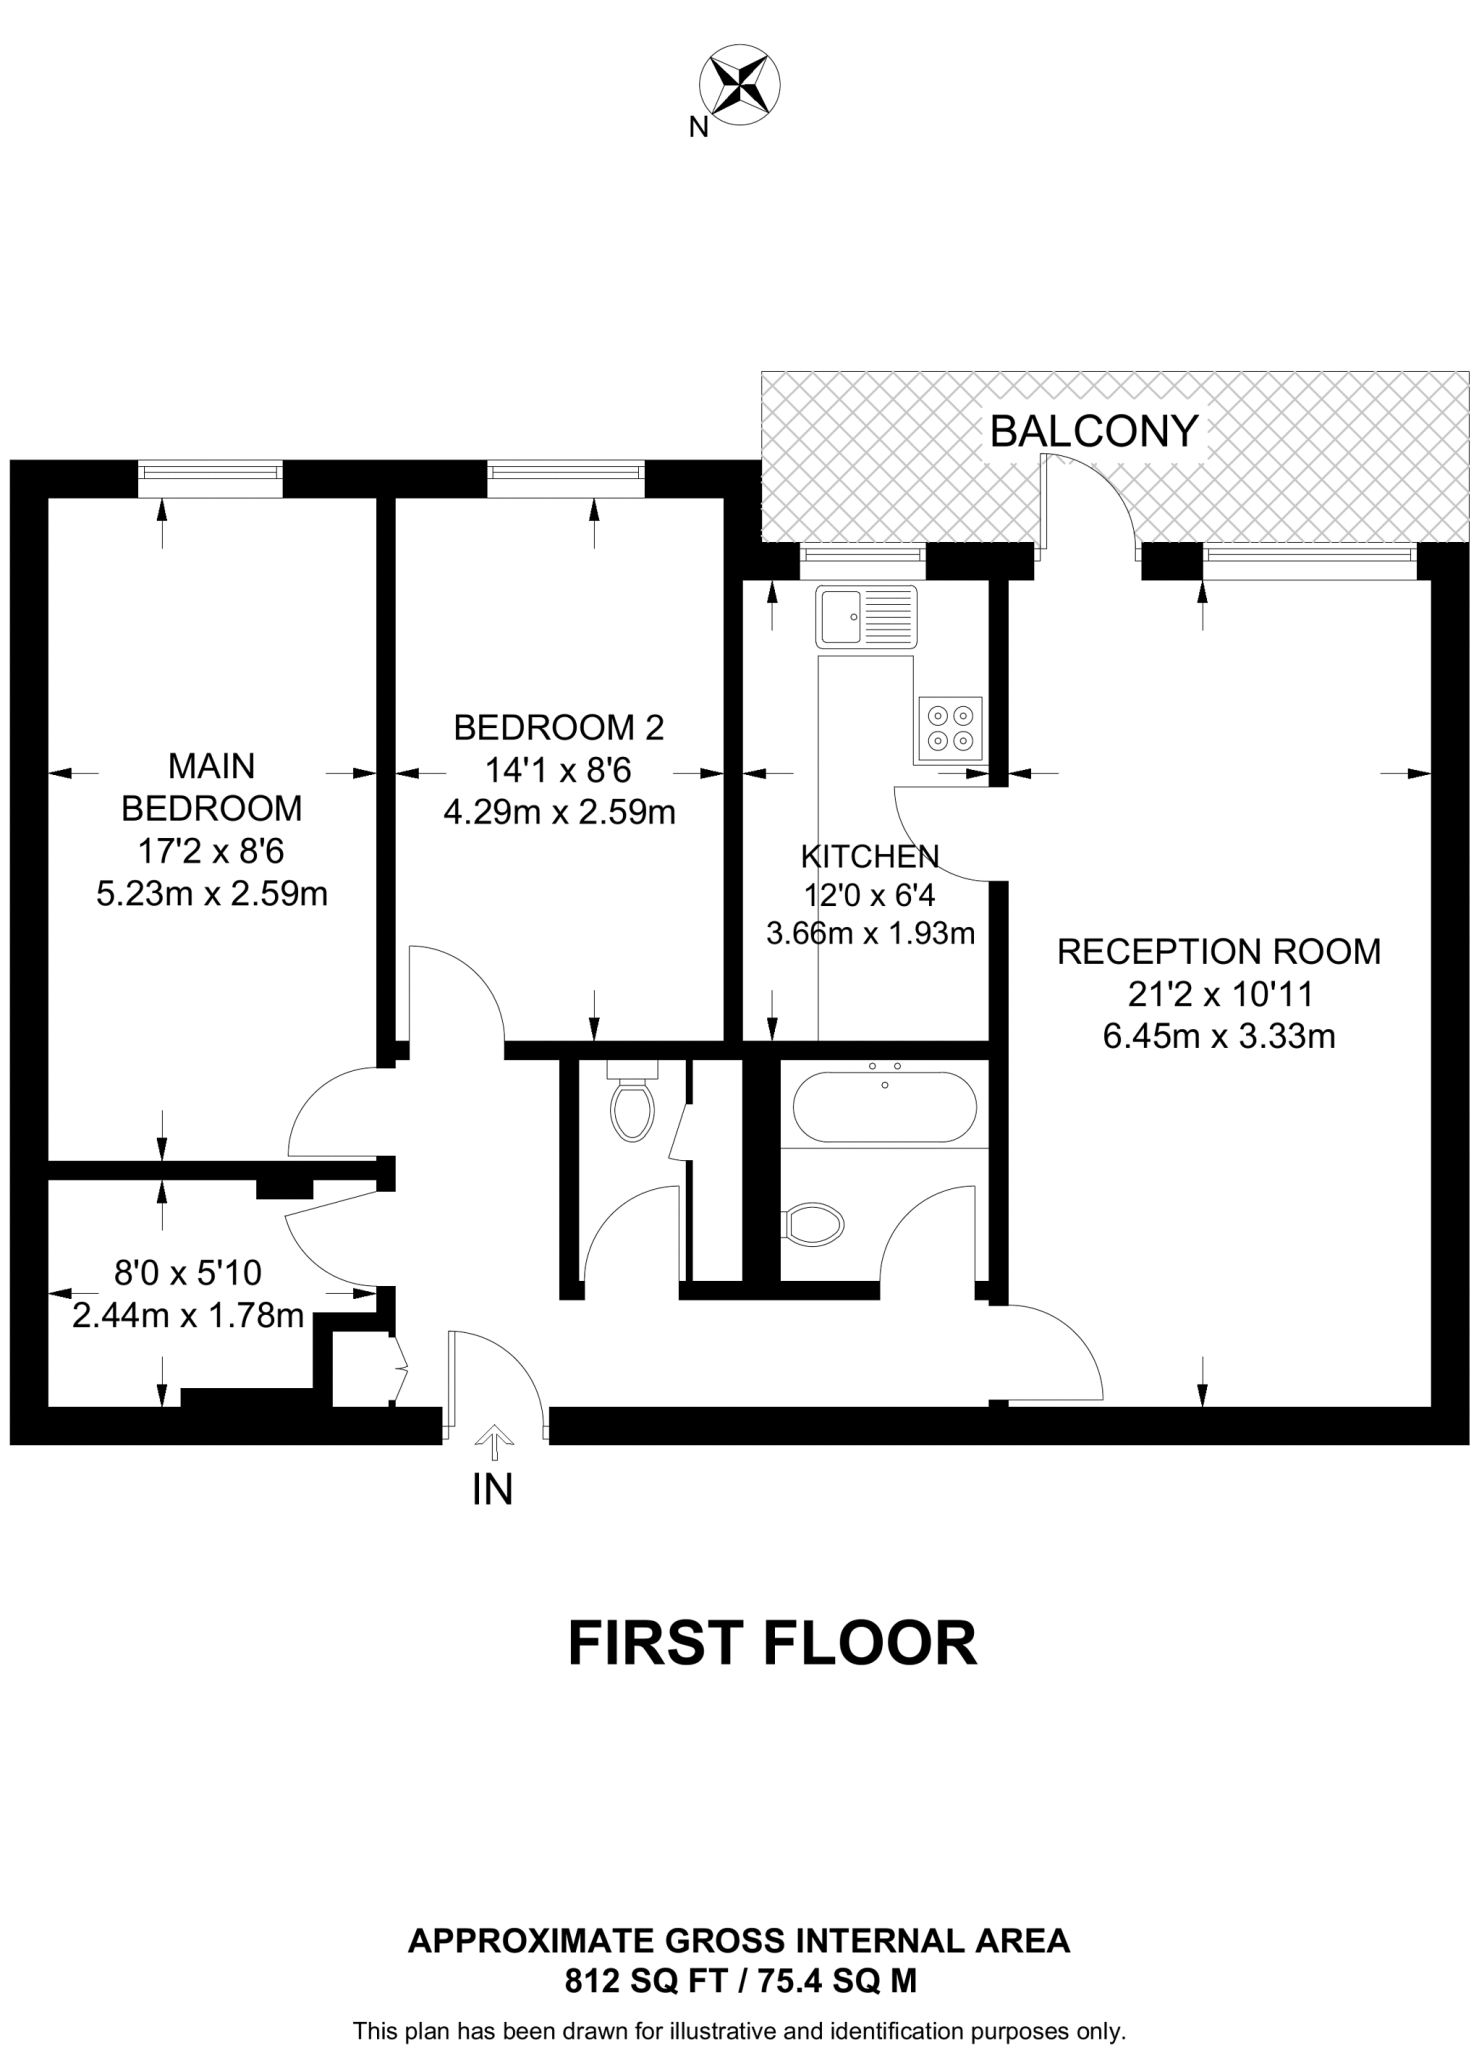 N
BALCONY
MAIN
BEDROOM
17'2 x 8'6
5.23m x 2.59m
BEDROOM 2
14'1 x 8'6
4.29m x 2.59m
KITCHEN
12'0 x 6'4
3.66m x 1.93m
RECEPTION ROOM
21'2 x 10'11
6.45m x 3.33m
8'0 x 5'10
2.44m x 1.78m
IN
FIRST FLOOR
APPROXIMATE GROSS INTERNAL AREA
812 SQ FT / 75.4 SQ M
This plan has been drawn for illustrative and identification purposes only.